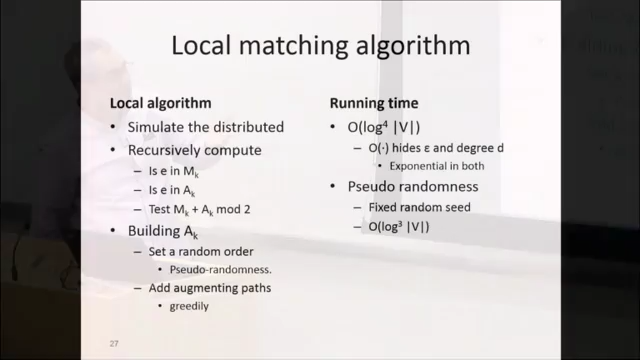 Local matching algorithm
Local algorithm
• Simulate the distributed
• Recursively compute
– Is e in Mₖ
– Is e in Aₖ
– Test Mₖ + Aₖ mod 2
• Building Aₖ
– Set a random order
• Pseudo-randomness.
– Add augmenting paths
• greedily
Running time
• O(log⁴ |V|)
– O(·) hides ε and degree d
• Exponential in both
• Pseudo randomness
– Fixed random seed
– O(log³ |V|)
27